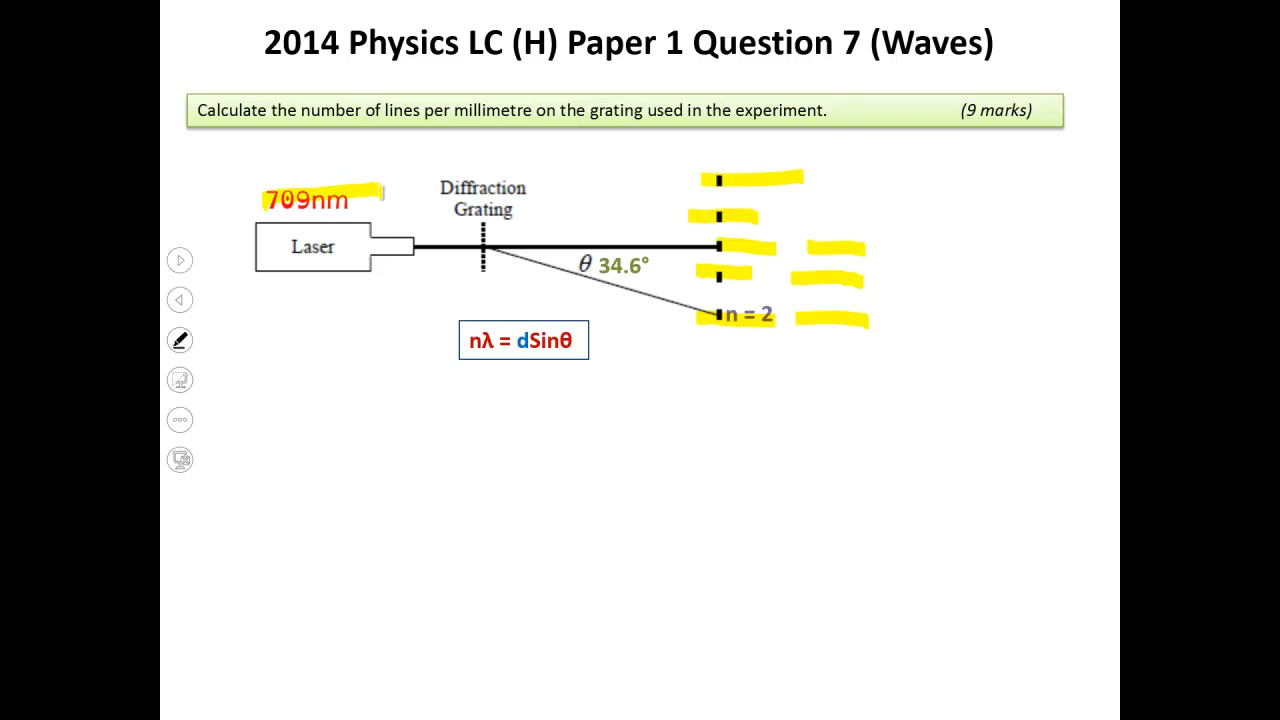 2014 Physics LC (H) Paper 1 Question 7 (Waves)
Calculate the number of lines per millimetre on the grating used in the experiment. (9 marks)
709nm
Diffraction
Grating
Laser
θ 34.6°
n = 2
nλ = dSinθ